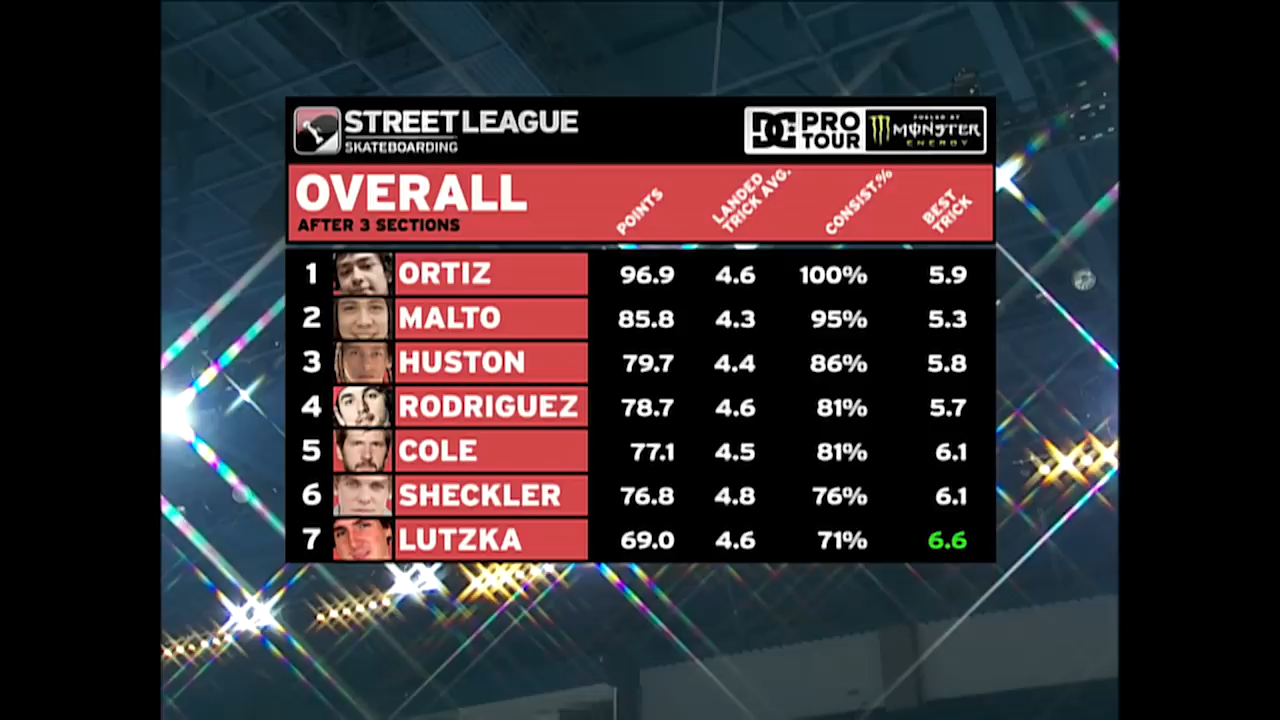 STREET LEAGUE
SKATEBOARDING
DC PRO TOUR
FUELED BY
MONSTER
ENERGY
OVERALL
AFTER 3 SECTIONS
POINTS
LANDED TRICK AVG.
CONSIST.%
BEST TRICK
1 ORTIZ 96.9 4.6 100% 5.9
2 MALTO 85.8 4.3 95% 5.3
3 HUSTON 79.7 4.4 86% 5.8
4 RODRIGUEZ 78.7 4.6 81% 5.7
5 COLE 77.1 4.5 81% 6.1
6 SHECKLER 76.8 4.8 76% 6.1
7 LUTZKA 69.0 4.6 71% 6.6